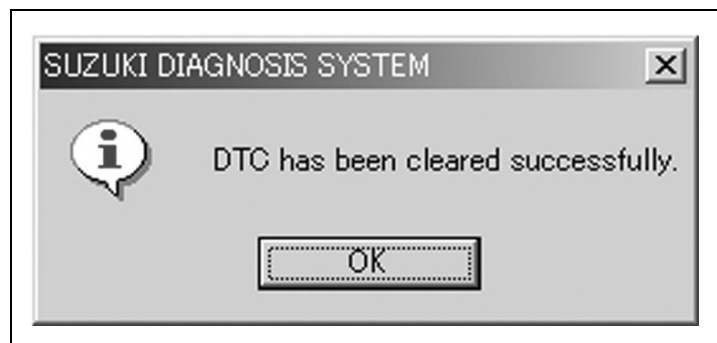 SUZUKI DIAGNOSIS SYSTEM
DTC has been cleared successfully.
OK